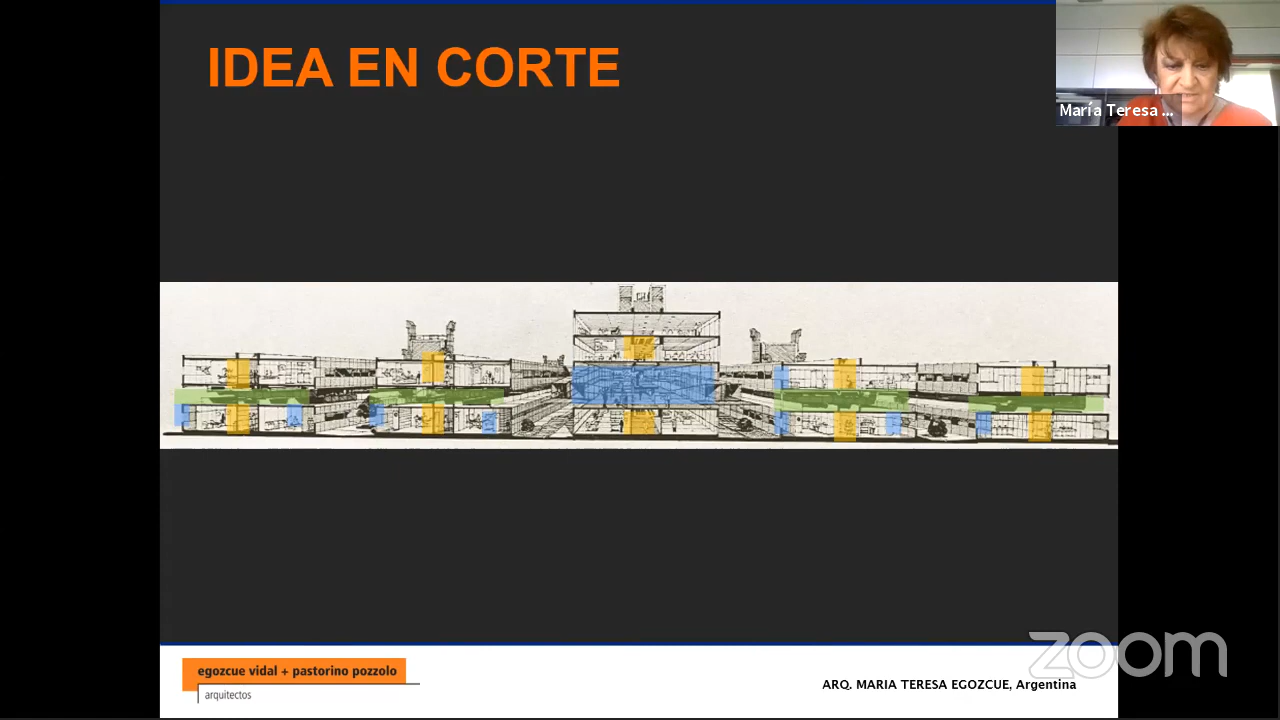 IDEA EN CORTE
María Teresa ...
egozcue vidal + pastorino pozzolo
arquitectos
ARQ. MARIA TERESA EGOZCUE, Argentina
zoom